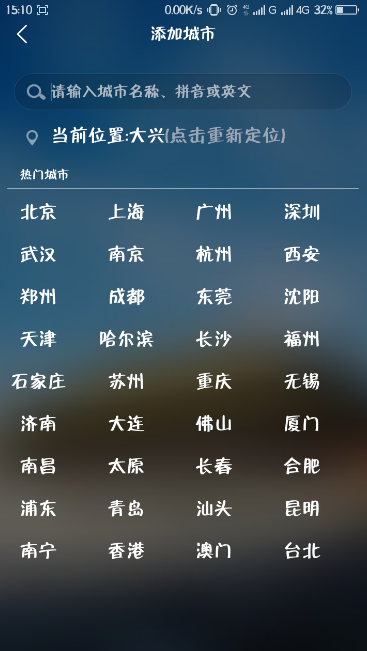 15:10 0.00K/s G 4G 32%
添加城市
请输入城市名称、拼音或英文
当前位置:大兴(点击重新定位)
热门城市
北京 上海 广州 深圳
武汉 南京 杭州 西安
郑州 成都 东莞 沈阳
天津 哈尔滨 长沙 福州
石家庄 苏州 重庆 无锡
济南 大连 佛山 厦门
南昌 太原 长春 合肥
浦东 青岛 汕头 昆明
南宁 香港 澳门 台北